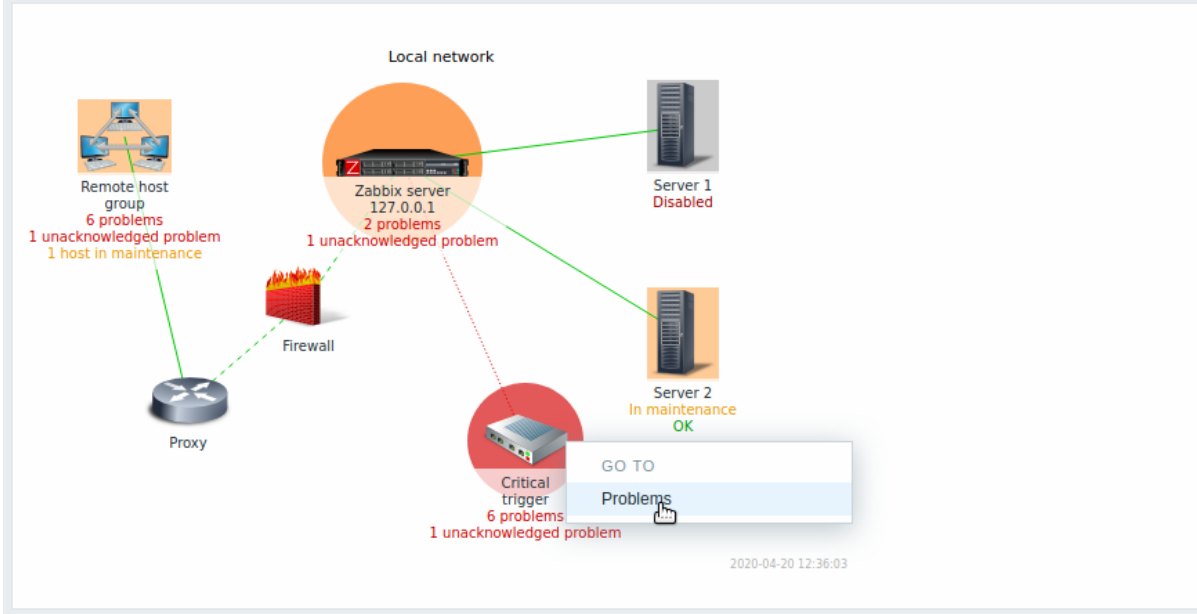 Local network
Remote host
group
6 problems
1 unacknowledged problem
1 host in maintenance
Z
Zabbix server
127.0.0.1
2 problems
1 unacknowledged problem
Server 1
Disabled
Firewall
Proxy
Server 2
In maintenance
OK
Critical
trigger
6 problems
1 unacknowledged problem
GO TO
Problems
2020-04-20 12:36:03